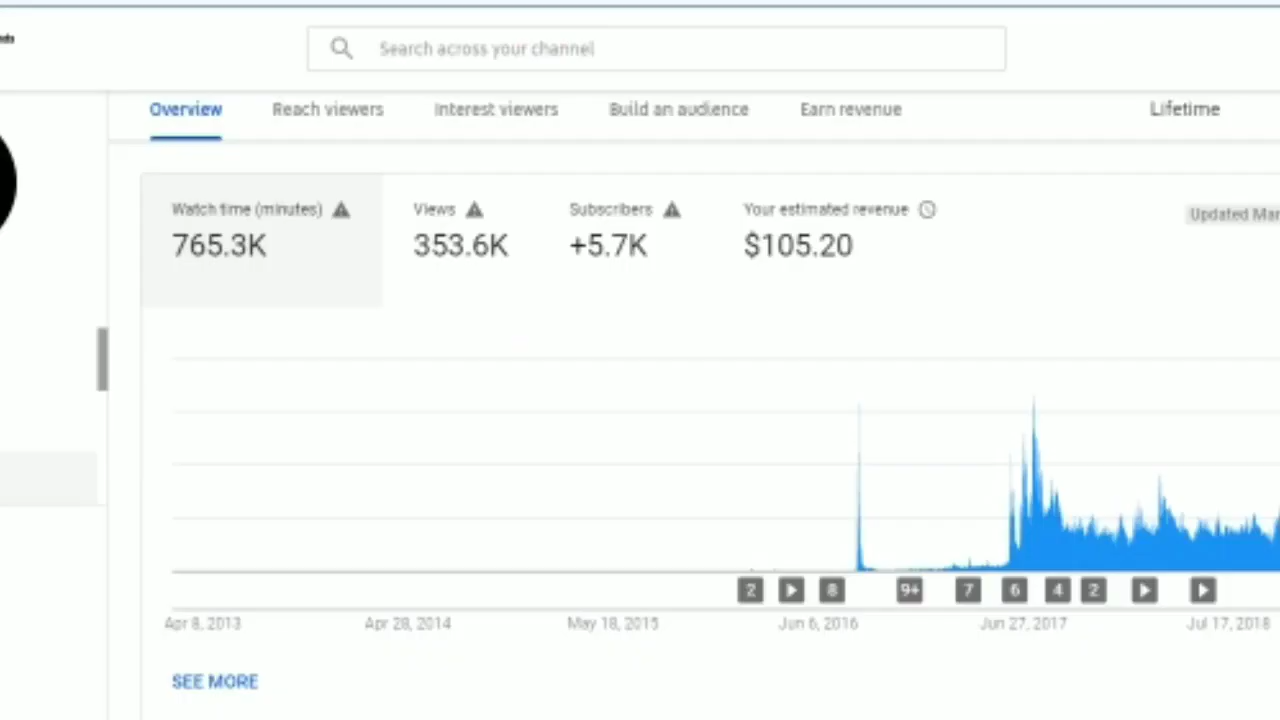 Search across your channel
Overview Reach viewers Interest viewers Build an audience Earn revenue Lifetime
Watch time (minutes) Views Subscribers Your estimated revenue
765.3K 353.6K +5.7K $105.20
Updated Mar
2 8 9+ 7 6 4 2
Apr 8, 2013 Apr 28, 2014 May 18, 2015 Jun 6, 2016 Jun 27, 2017 Jul 17, 2018
SEE MORE